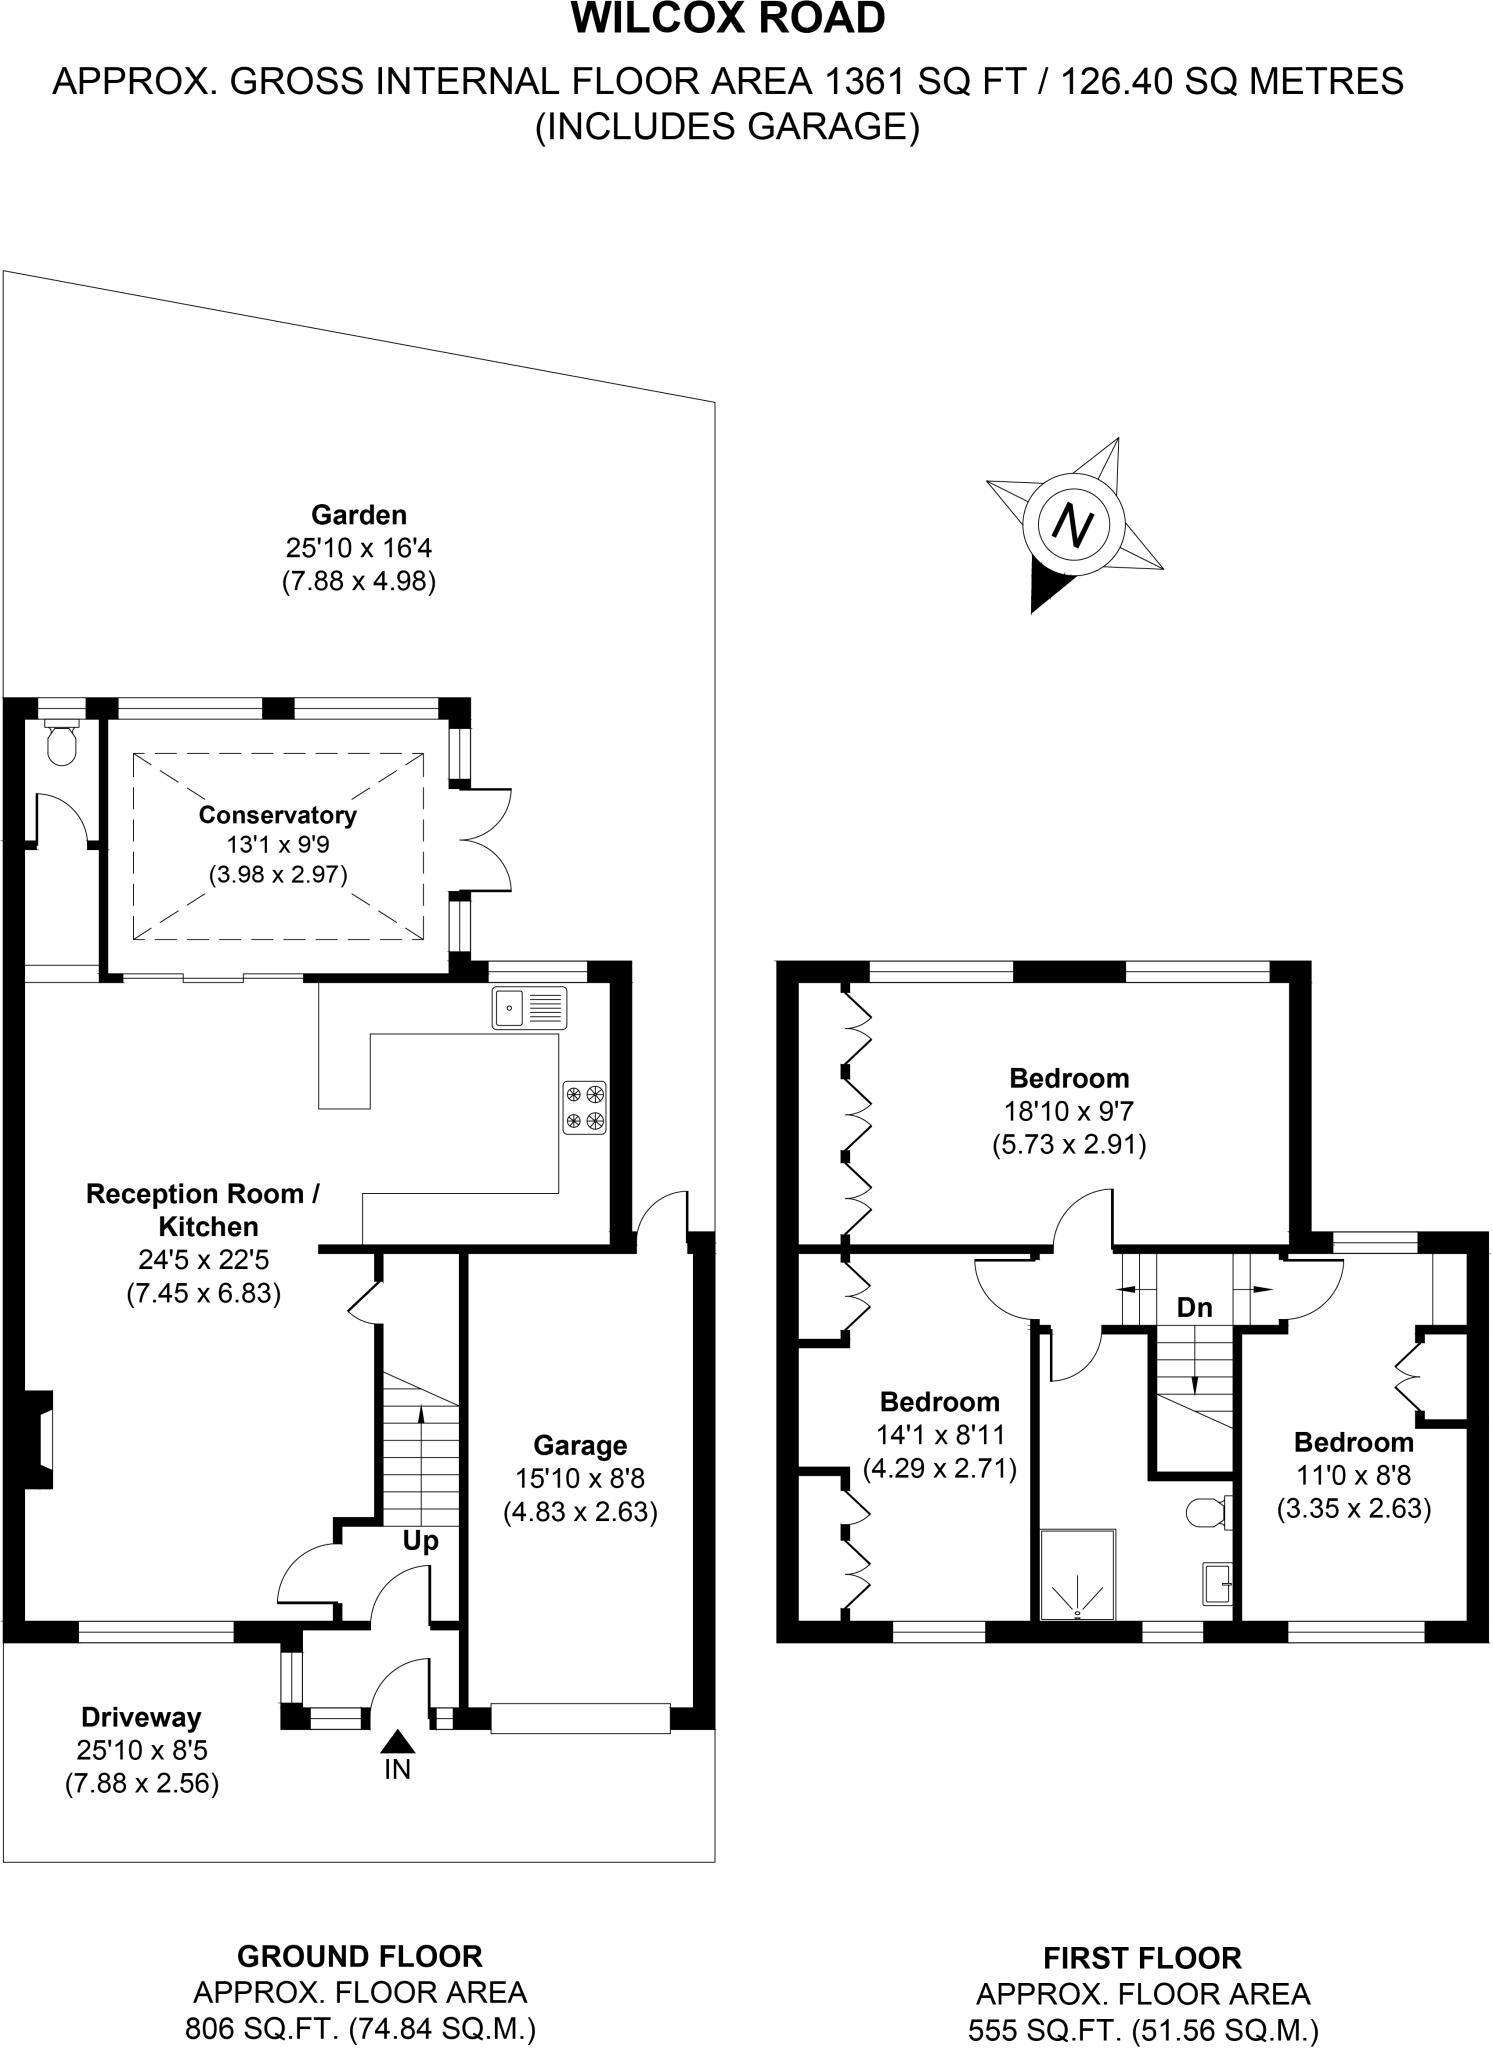 WILCOX ROAD
APPROX. GROSS INTERNAL FLOOR AREA 1361 SQ FT / 126.40 SQ METRES
(INCLUDES GARAGE)
Garden
25'10 x 16'4
(7.88 x 4.98)
N
Conservatory
13'1 x 9'9
(3.98 x 2.97)
Reception Room /
Kitchen
24'5 x 22'5
(7.45 x 6.83)
Garage
15'10 x 8'8
(4.83 x 2.63)
Up
Driveway
25'10 x 8'5
(7.88 x 2.56)
IN
Bedroom
18'10 x 9'7
(5.73 x 2.91)
Dn
Bedroom
14'1 x 8'11
(4.29 x 2.71)
Bedroom
11'0 x 8'8
(3.35 x 2.63)
GROUND FLOOR
APPROX. FLOOR AREA
806 SQ.FT. (74.84 SQ.M.)
FIRST FLOOR
APPROX. FLOOR AREA
555 SQ.FT. (51.56 SQ.M.)